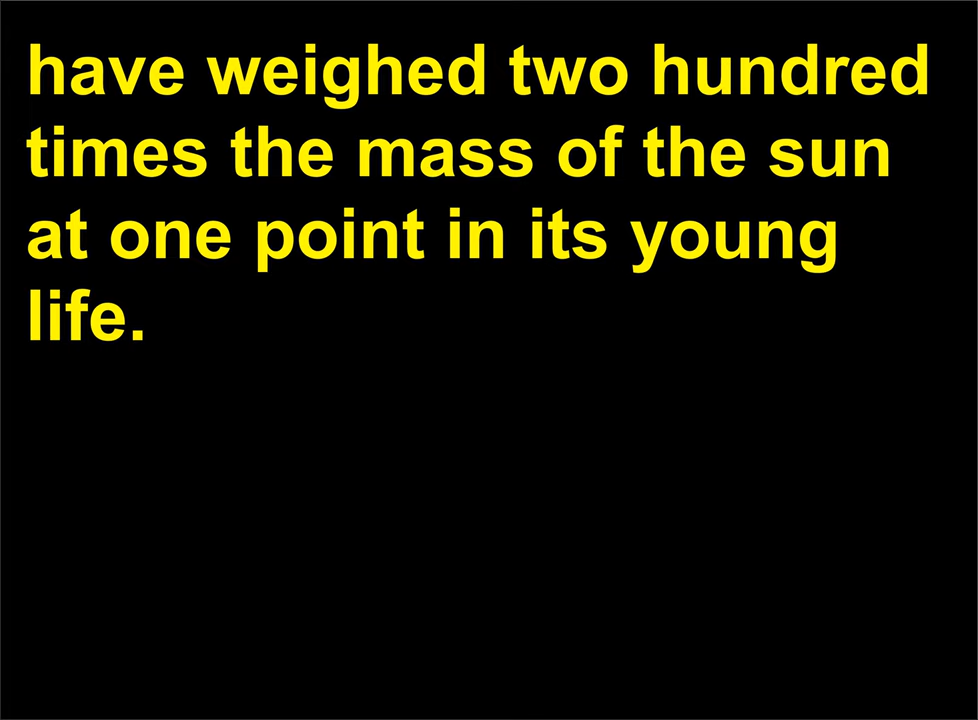 have weighed two hundred
times the mass of the sun
at one point in its young
life.